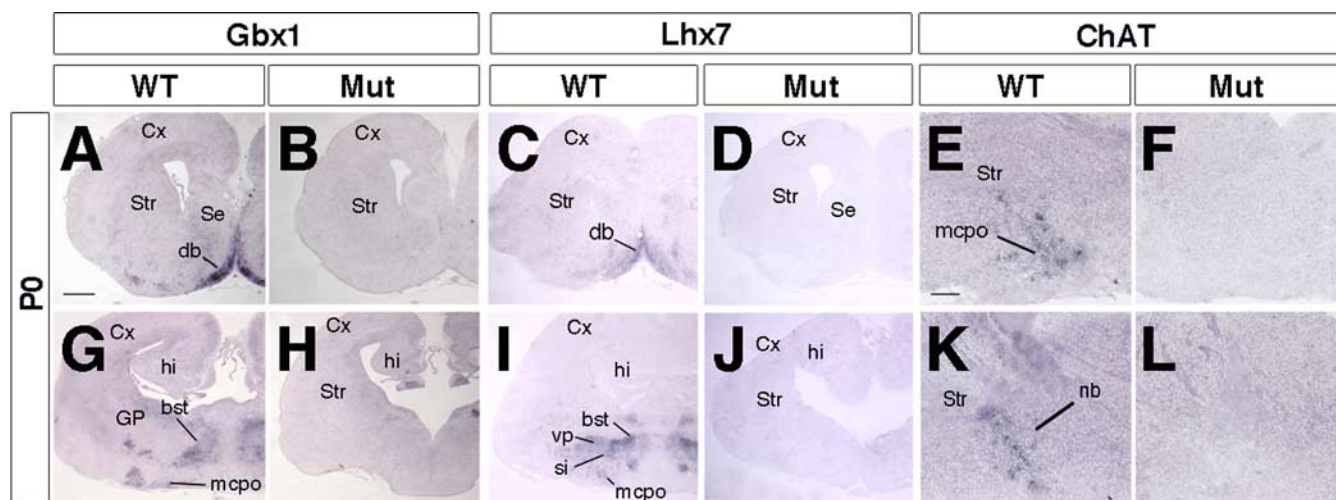 Gbx1 Lhx7 ChAT
WT Mut WT Mut WT Mut
P0
A Cx Str Se db
B Cx Str
C Cx Str db
D Cx Str Se
E Str mcpo
F
G Cx hi bst GP mcpo
H Cx hi Str
I Cx hi bst vp si mcpo
J Cx hi Str
K Str nb
L